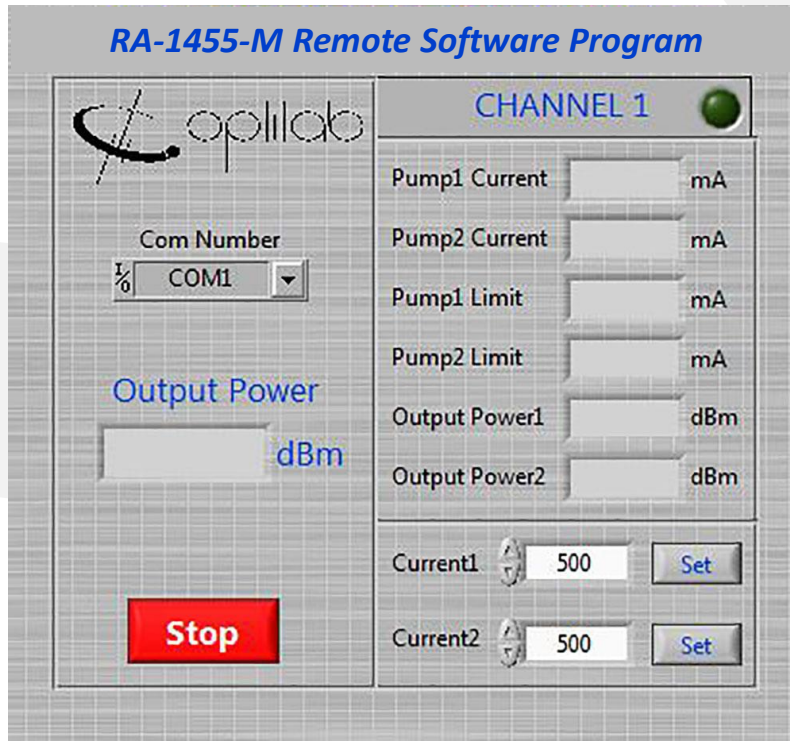 RA-1455-M Remote Software Program
optilab
CHANNEL 1
Com Number
I/O COM1
Output Power
dBm
Stop
Pump1 Current mA
Pump2 Current mA
Pump1 Limit mA
Pump2 Limit mA
Output Power1 dBm
Output Power2 dBm
Current1 500 Set
Current2 500 Set